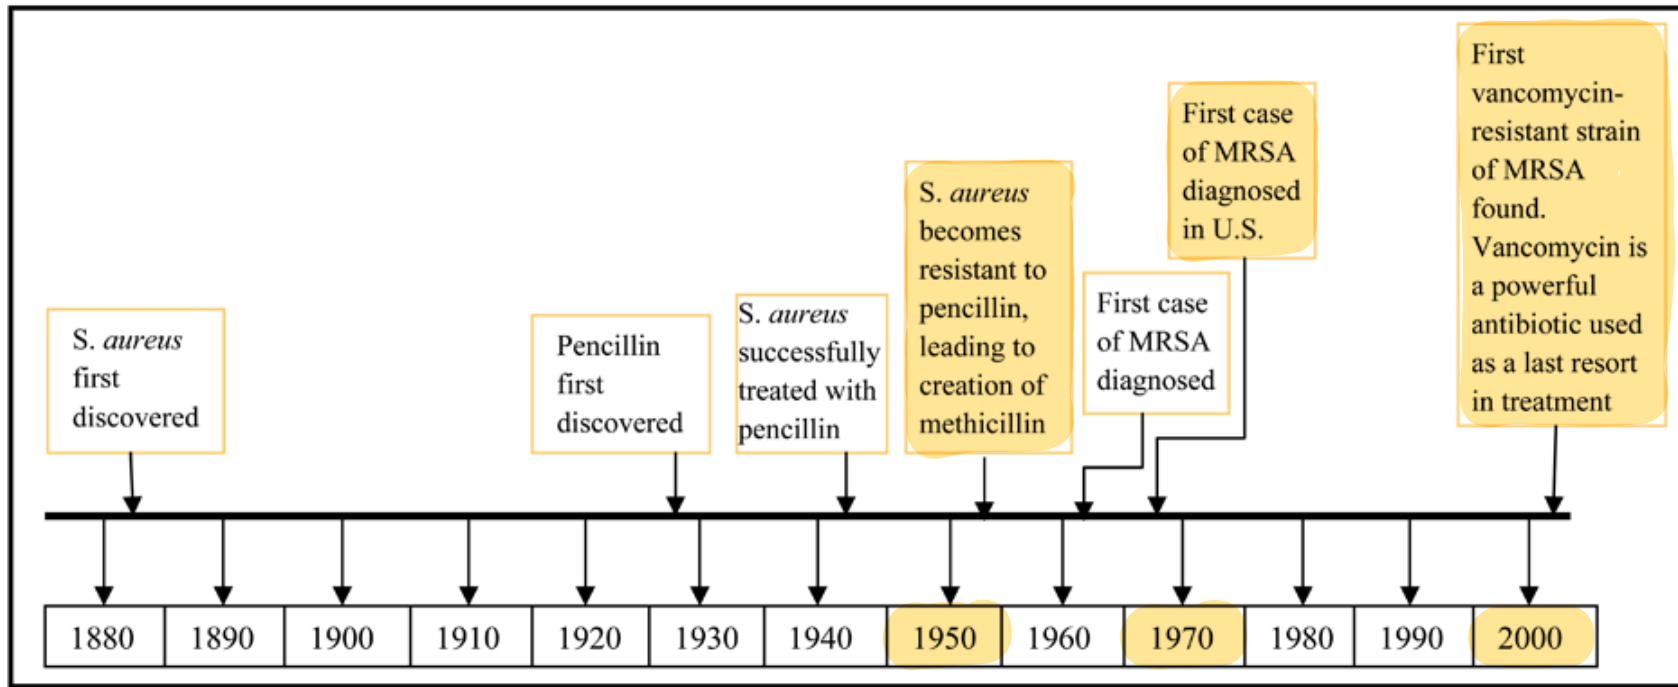 S. aureus
first
discovered
Pencillin
first
discovered
S. aureus
successfully
treated with
pencillin
S. aureus
becomes
resistant to
pencillin,
leading to
creation of
methicillin
First case
of MRSA
diagnosed
First case
of MRSA
diagnosed
in U.S.
First
vancomycin-
resistant strain
of MRSA
found.
Vancomycin is
a powerful
antibiotic used
as a last resort
in treatment
1880 1890 1900 1910 1920 1930 1940 1950 1960 1970 1980 1990 2000